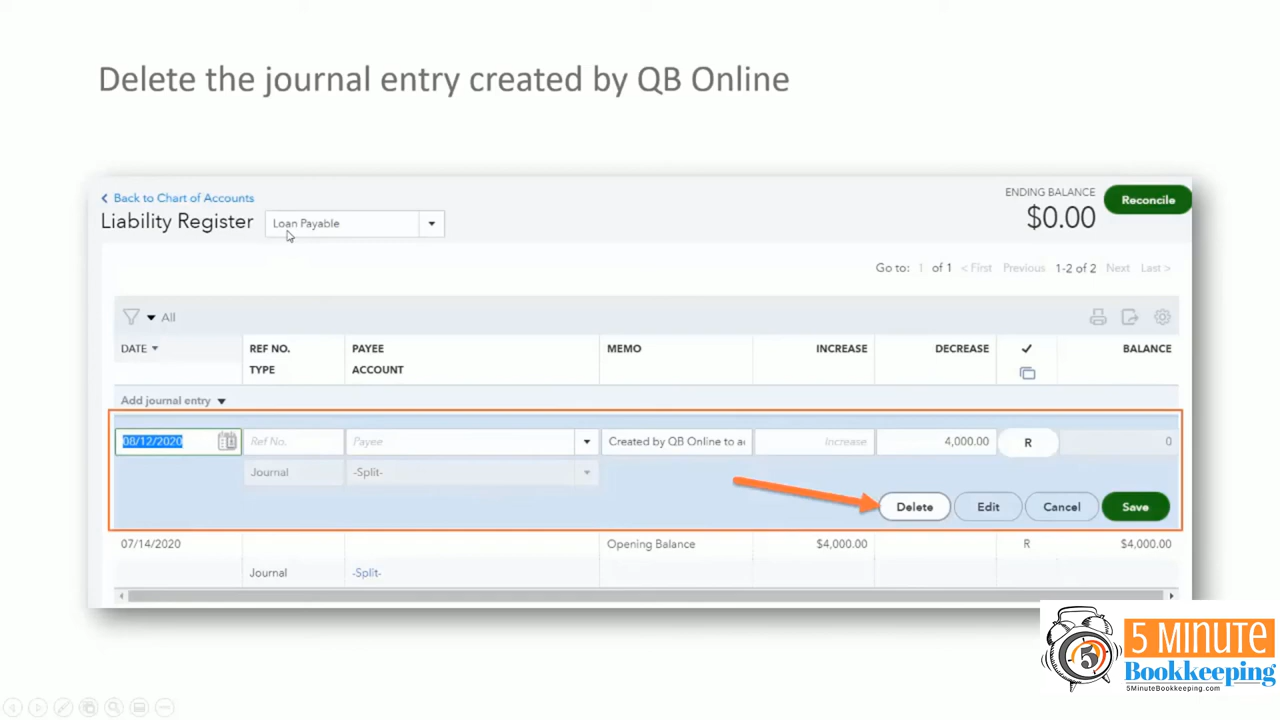 Delete the journal entry created by QB Online
Back to Chart of Accounts
Liability Register
Loan Payable
ENDING BALANCE
$0.00
Reconcile
Go to: 1 of 1 < First Previous 1-2 of 2 Next Last >
All
DATE REF NO. PAYEE MEMO INCREASE DECREASE BALANCE
TYPE ACCOUNT
Add journal entry
08/12/2020 Ref No. Payee Created by QB Online to a Increase 4,000.00 R 0
Journal -Split-
Delete Edit Cancel Save
07/14/2020 Opening Balance $4,000.00 R $4,000.00
Journal -Split-
5 MINUTE
Bookkeeping
5MinuteBookkeeping.com
5